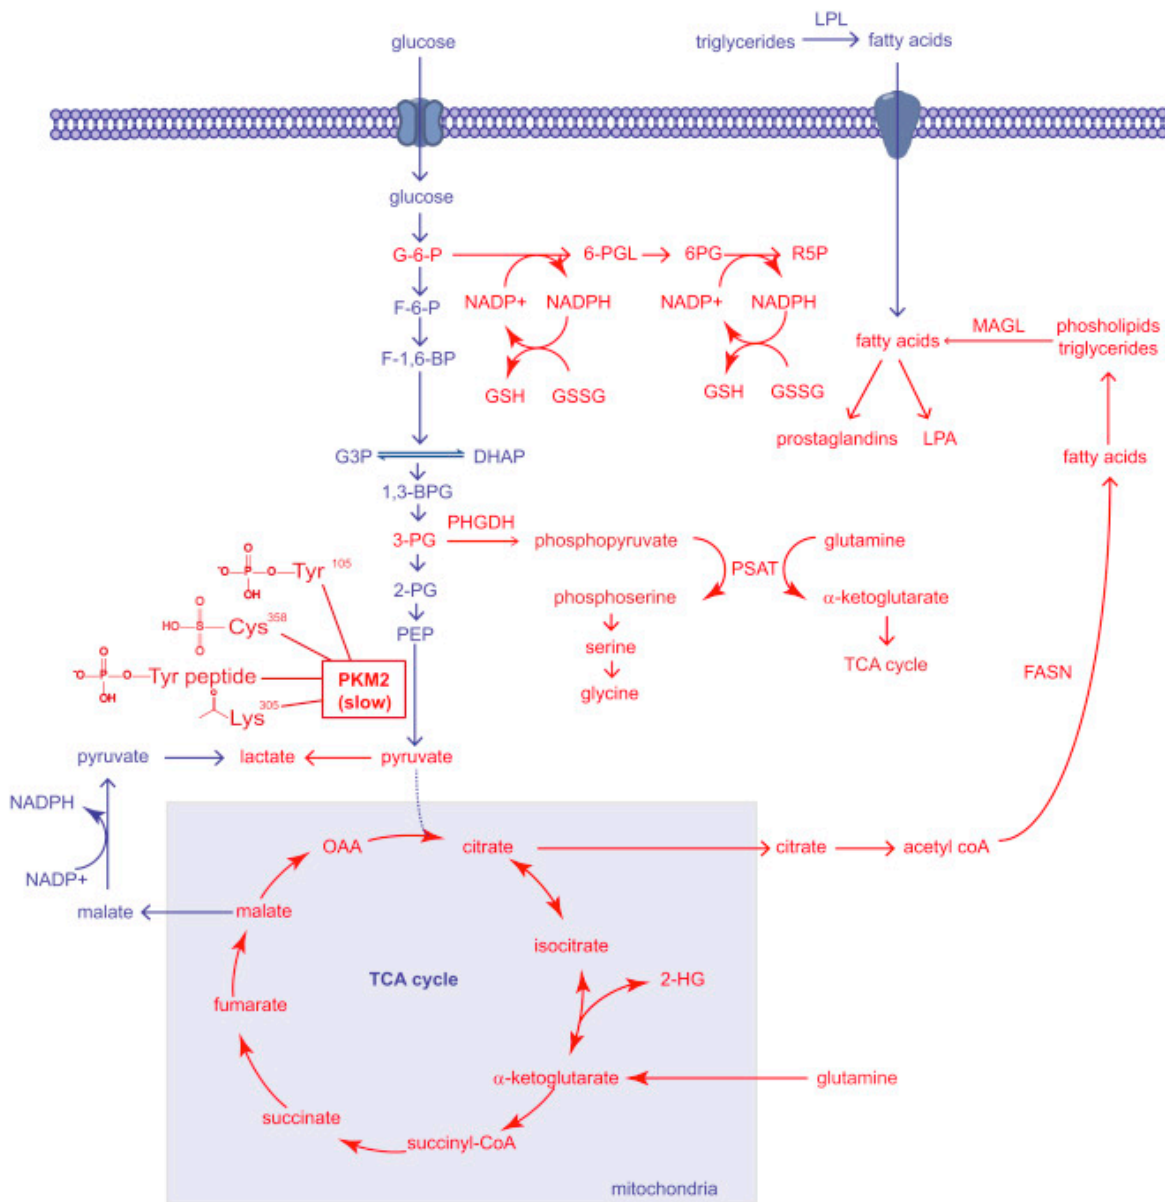 LPL
glucose
triglycerides
fatty acids
glucose
G-6-P
6-PGL
6PG
R5P
F-6-P
NADP+
NADPH
NADP+
NADPH
F-1,6-BP
fatty acids
MAGL
phosholipids
triglycerides
GSH
GSSG
GSH
GSSG
prostaglandins
LPA
G3P
DHAP
fatty acids
1,3-BPG
PHGDH
3-PG
phosphopyruvate
glutamine
PSAT
⁻O
O
P
OH
O
Tyr 105
2-PG
phosphoserine
α-ketoglutarate
HO
O
S
O
Cys 358
PEP
serine
TCA cycle
⁻O
O
P
OH
O
Tyr peptide
PKM2
(slow)
glycine
FASN
Lys 305
pyruvate
lactate
pyruvate
NADPH
NADP+
OAA
citrate
citrate
acetyl coA
malate
malate
isocitrate
TCA cycle
2-HG
fumarate
α-ketoglutarate
glutamine
succinate
succinyl-CoA
mitochondria